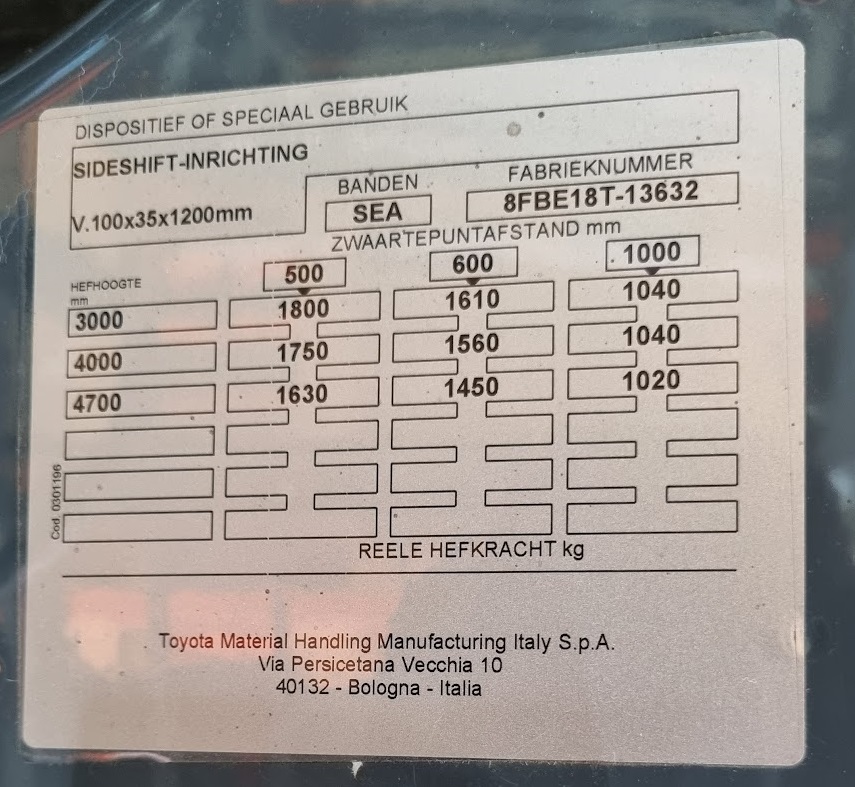 DISPOSITIEF OF SPECIAAL GEBRUIK
SIDESHIFT-INRICHTING
V.100x35x1200mm
BANDEN
SEA
FABRIEKNUMMER
8FBE18T-13632
ZWAARTEPUNTAFSTAND mm
HEFHOOGTE
mm
500 600 1000
3000 1800 1610 1040
4000 1750 1560 1040
4700 1630 1450 1020
Cod. 0301196
REELE HEFKRACHT kg
Toyota Material Handling Manufacturing Italy S.p.A.
Via Persicetana Vecchia 10
40132 - Bologna - Italia